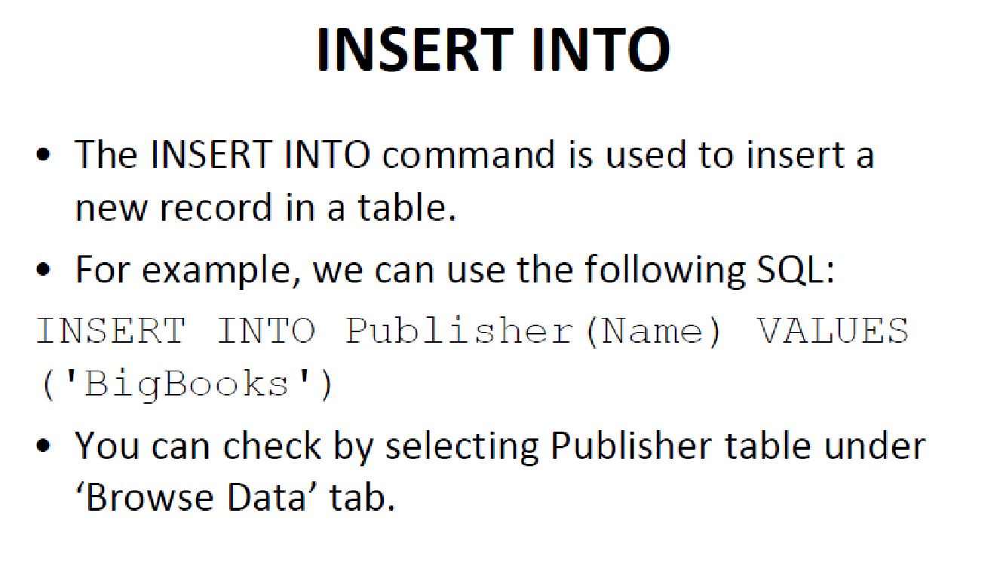 INSERT INTO
• The INSERT INTO command is used to insert a
new record in a table.
• For example, we can use the following SQL:
INSERT INTO Publisher(Name) VALUES
('BigBooks')
• You can check by selecting Publisher table under
‘Browse Data’ tab.